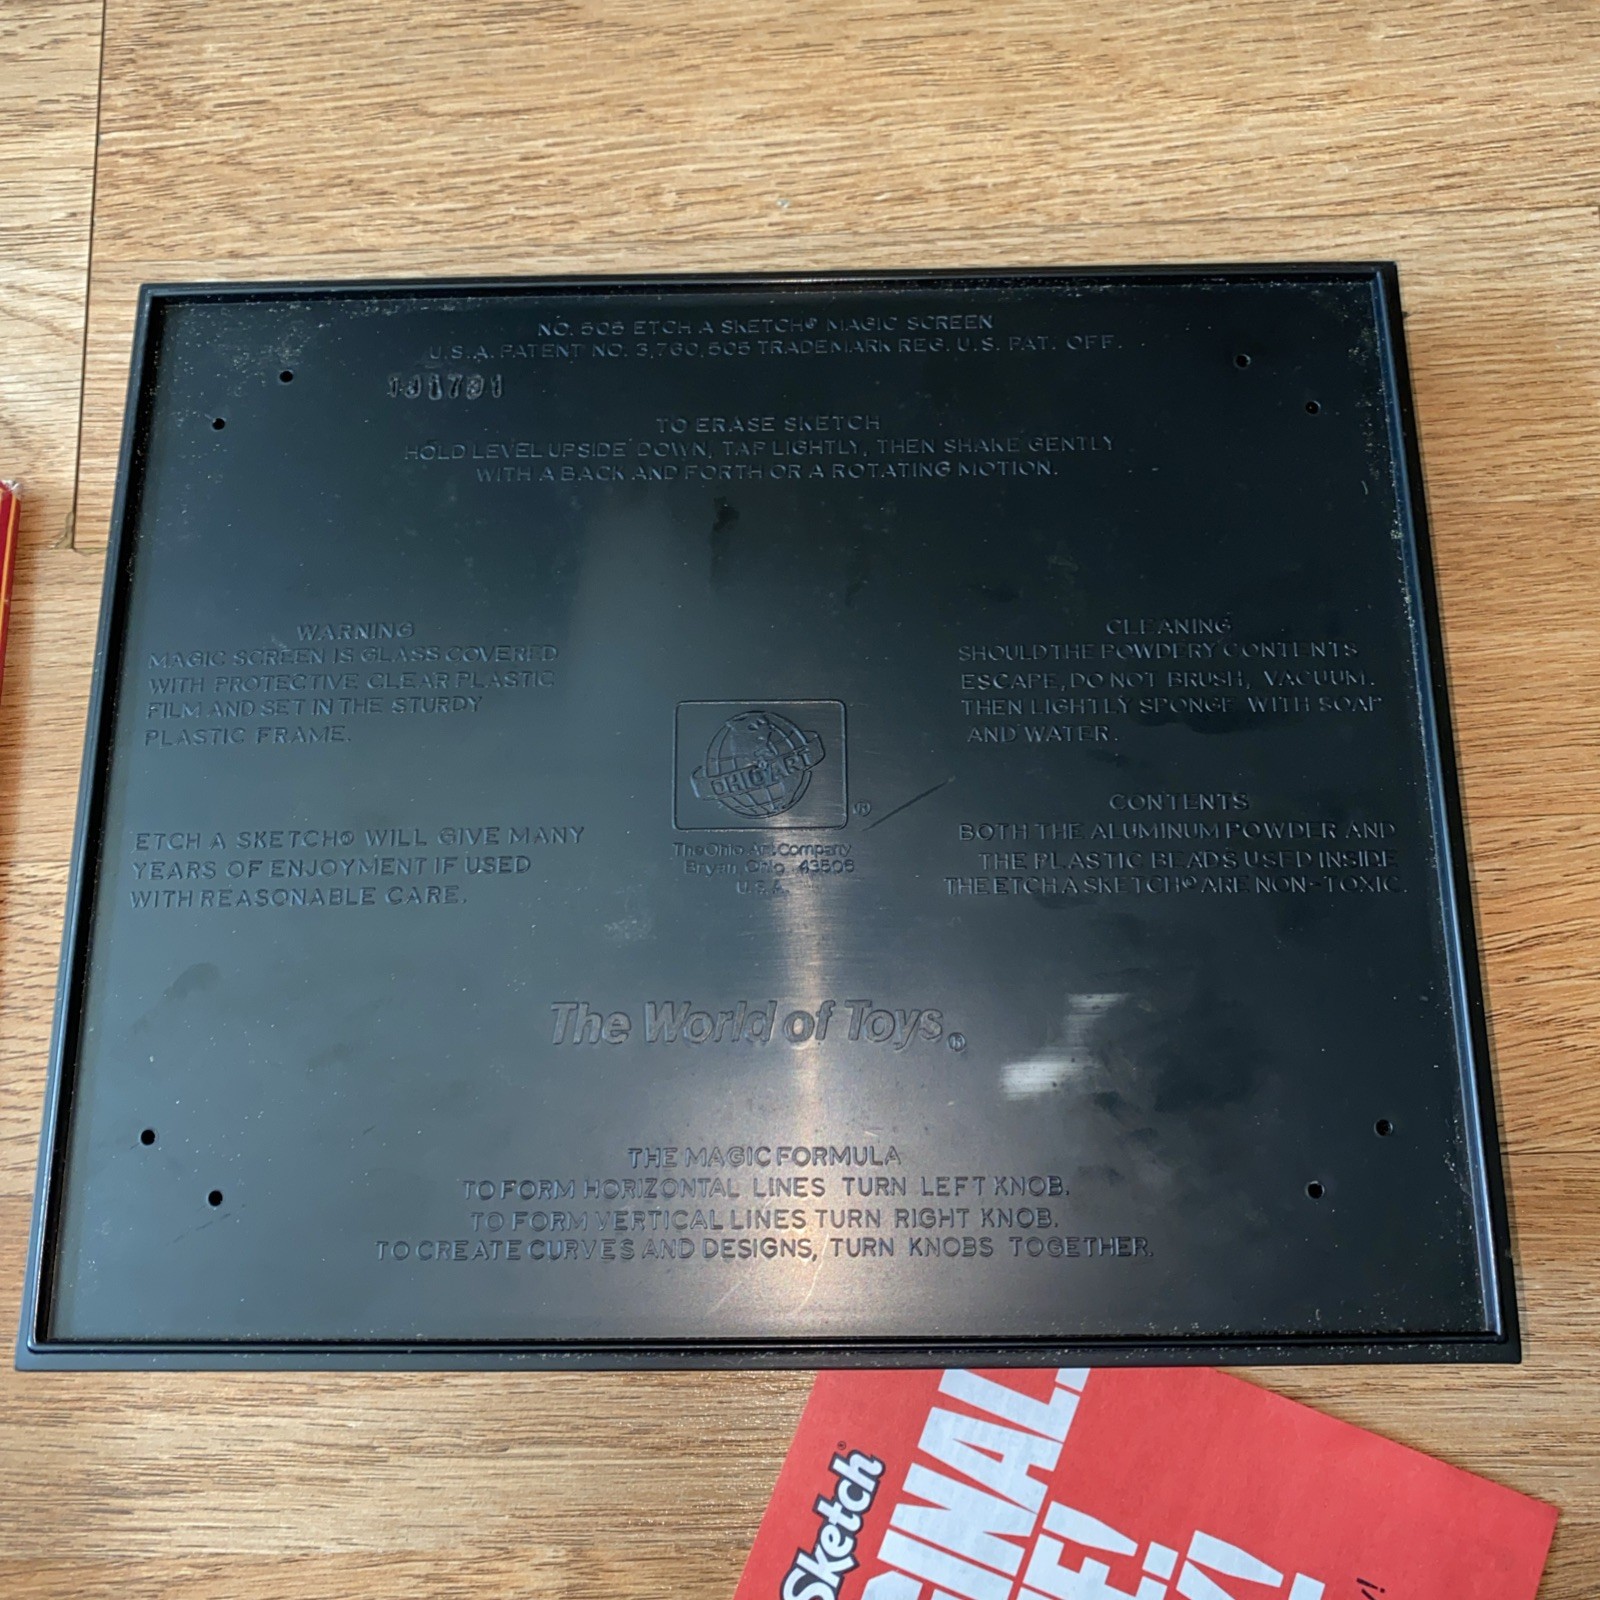 NO. 505 ETCH A SKETCH® MAGIC SCREEN
U.S.A. PATENT NO. 3,760,505 TRADEMARK REG. U.S. PAT. OFF.
TO ERASE SKETCH
HOLD LEVEL UPSIDE DOWN, TAP LIGHTLY, THEN SHAKE GENTLY
WITH A BACK AND FORTH OR A ROTATING MOTION.
WARNING
MAGIC SCREEN IS GLASS COVERED
WITH PROTECTIVE CLEAR PLASTIC
FILM AND SET IN THE STURDY
PLASTIC FRAME.
ETCH A SKETCH® WILL GIVE MANY
YEARS OF ENJOYMENT IF USED
WITH REASONABLE CARE.
OHIO ART
®
The Ohio Art Company
Bryan Ohio 43506
U.S.A.
CLEANING
SHOULD THE POWDERY CONTENTS
ESCAPE, DO NOT BRUSH, VACUUM.
THEN LIGHTLY SPONGE WITH SOAP
AND WATER.
CONTENTS
BOTH THE ALUMINUM POWDER AND
THE PLASTIC BEADS USED INSIDE
THE ETCH A SKETCH® ARE NON-TOXIC.
The World of Toys®
THE MAGIC FORMULA
TO FORM HORIZONTAL LINES TURN LEFT KNOB.
TO FORM VERTICAL LINES TURN RIGHT KNOB.
TO CREATE CURVES AND DESIGNS, TURN KNOBS TOGETHER.
Sketch®